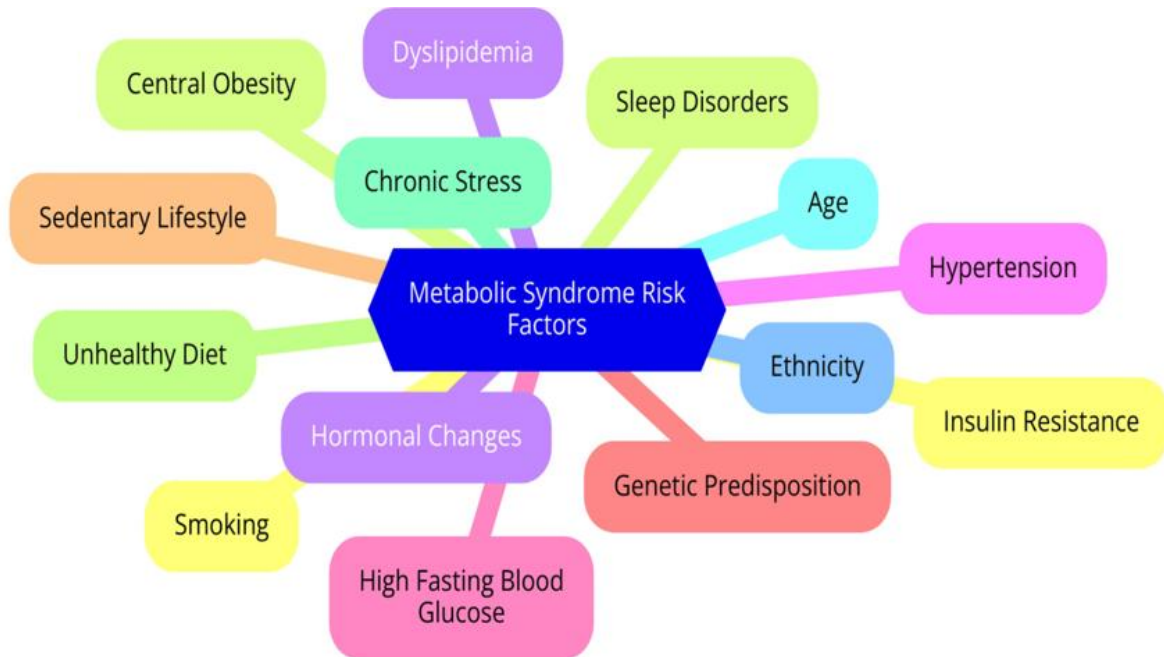 Dyslipidemia
Central Obesity
Sleep Disorders
Chronic Stress
Age
Sedentary Lifestyle
Hypertension
Metabolic Syndrome Risk
Factors
Unhealthy Diet
Ethnicity
Insulin Resistance
Hormonal Changes
Genetic Predisposition
Smoking
High Fasting Blood
Glucose